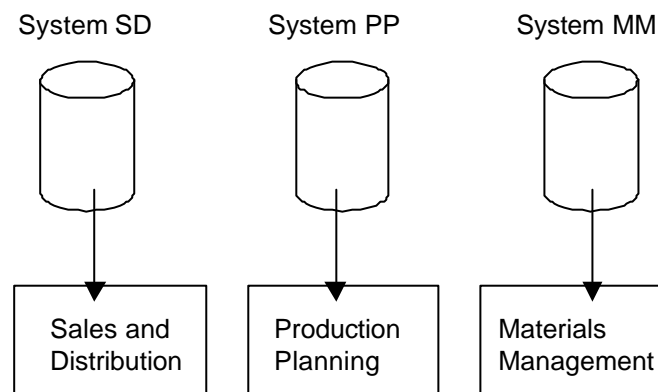 System SD
System PP
System MM
Sales and
Distribution
Production
Planning
Materials
Management